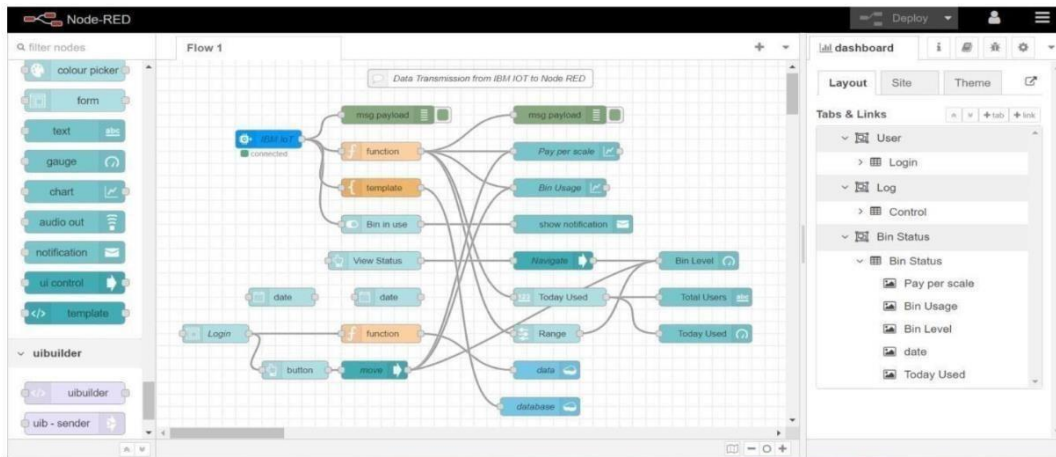 Node-RED
Deploy
filter nodes
colour picker
form
text
abc
gauge
chart
audio out
notification
ui control
template
uibuilder
uibuilder
uib - sender
Flow 1
Data Transmission from IBM IOT to Node RED
msg.payload
msg.payload
IBM IoT
connected
function
Pay per scale
template
Bin Usage
Bin in use
show notification
View Status
Navigate
Bin Level
date
date
Today Used
Total Users
abc
Login
function
Range
Today Used
button
move
data
database
dashboard
i
Layout
Site
Theme
Tabs & Links
+tab
+link
User
Login
Log
Control
Bin Status
Bin Status
Pay per scale
Bin Usage
Bin Level
date
Today Used